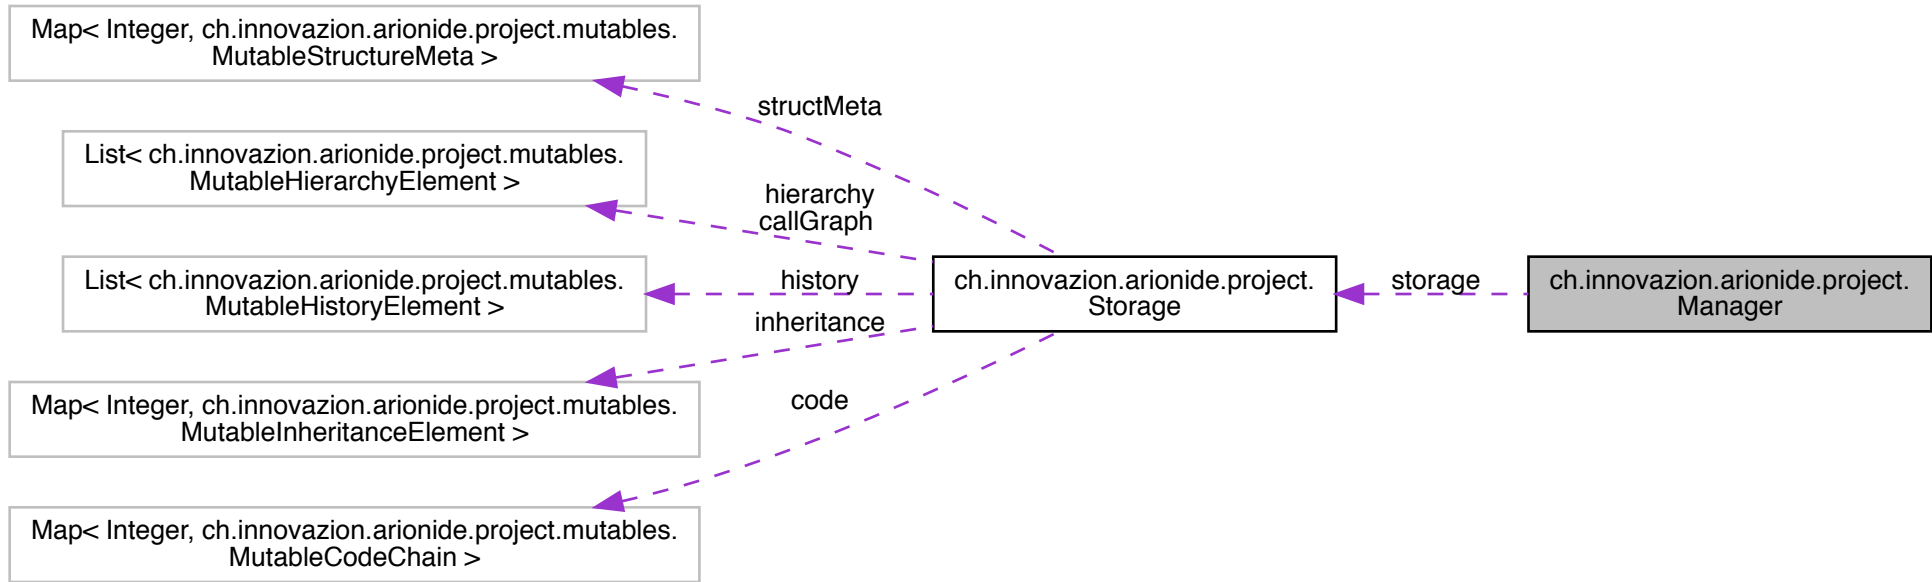 Map< Integer, ch.innovazion.arionide.project.mutables.
MutableStructureMeta >
structMeta
List< ch.innovazion.arionide.project.mutables.
MutableHierarchyElement >
hierarchy
callGraph
List< ch.innovazion.arionide.project.mutables.
MutableHistoryElement >
history
ch.innovazion.arionide.project.
Storage
storage
ch.innovazion.arionide.project.
Manager
inheritance
Map< Integer, ch.innovazion.arionide.project.mutables.
MutableInheritanceElement >
code
Map< Integer, ch.innovazion.arionide.project.mutables.
MutableCodeChain >